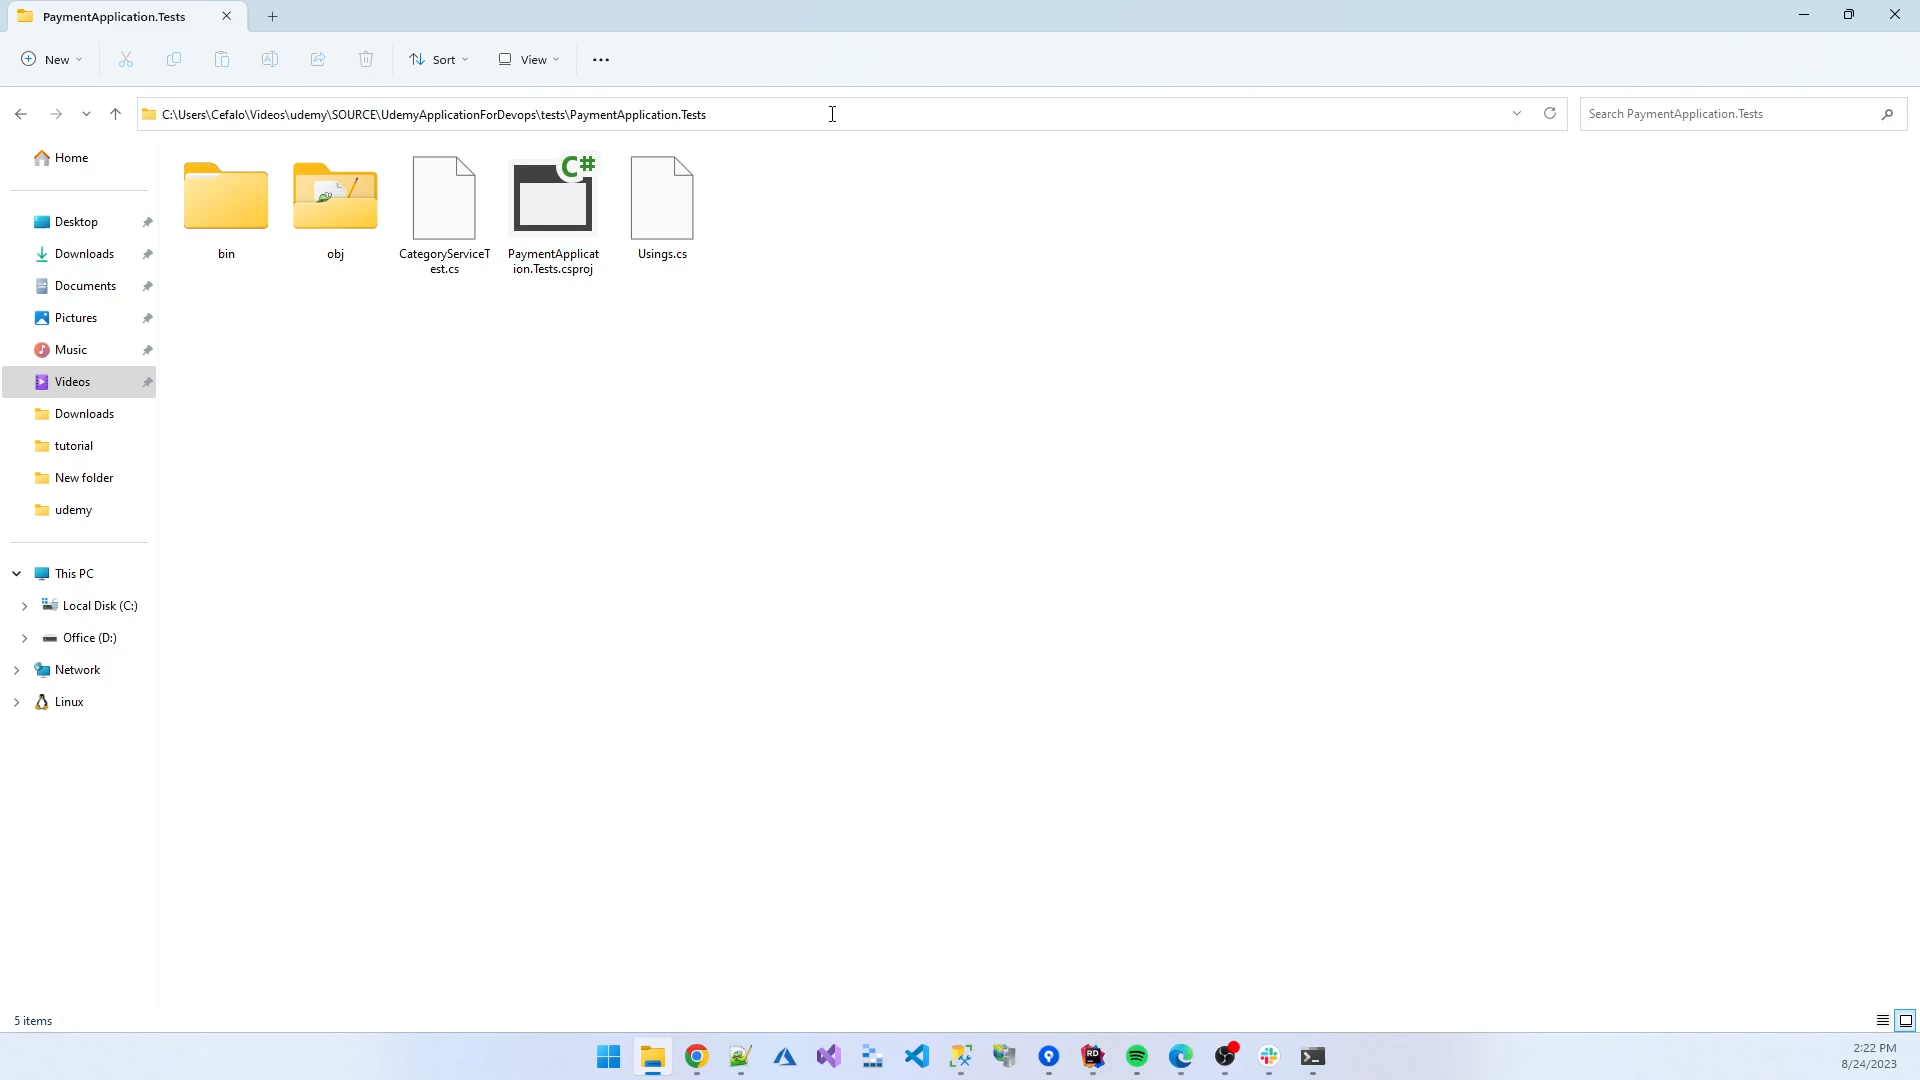 PaymentApplication.Tests
New
Sort
View
C:\Users\Cefalo\Videos\udemy\SOURCE\UdemyApplicationForDevops\tests\PaymentApplication.Tests
Search PaymentApplication.Tests
Home
Desktop
Downloads
Documents
Pictures
Music
Videos
Downloads
tutorial
New folder
udemy
This PC
Local Disk (C:)
Office (D:)
Network
Linux
bin
obj
CategoryServiceT
est.cs
C#
PaymentApplicat
ion.Tests.csproj
Usings.cs
5 items
RD
2:22 PM
8/24/2023